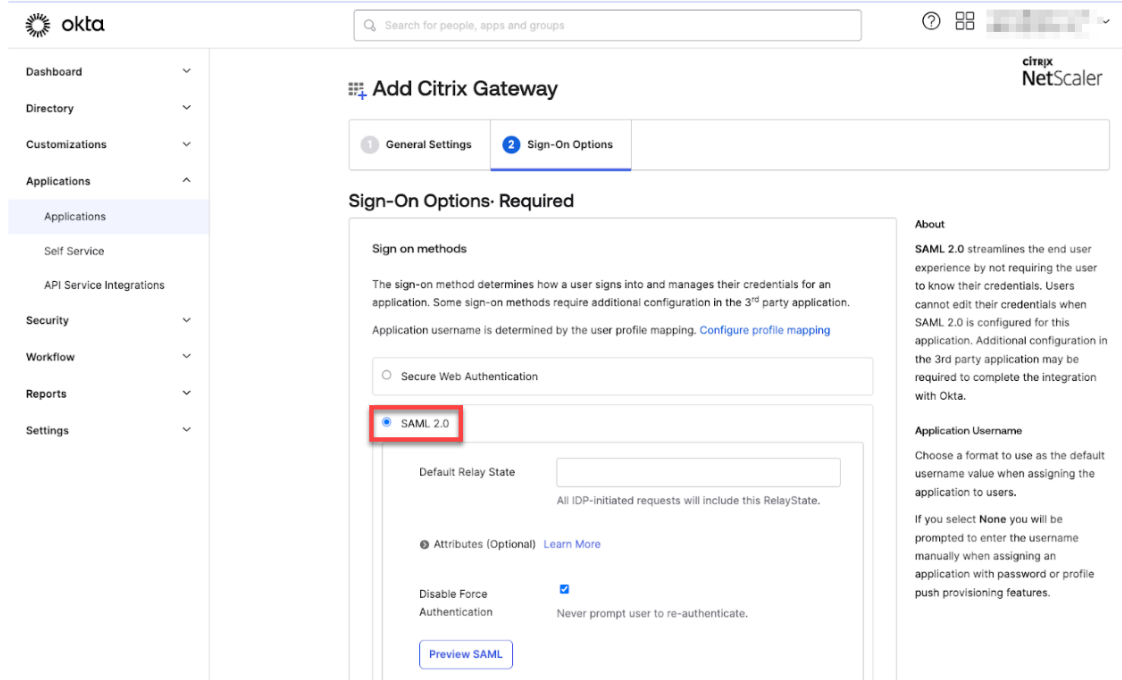 okta
Search for people, apps and groups
Dashboard
Directory
Customizations
Applications
Applications
Self Service
API Service Integrations
Security
Workflow
Reports
Settings
citrix
NetScaler
Add Citrix Gateway
1 General Settings
2 Sign-On Options
Sign-On Options· Required
Sign on methods
The sign-on method determines how a user signs into and manages their credentials for an
application. Some sign-on methods require additional configuration in the 3rd party application.
Application username is determined by the user profile mapping. Configure profile mapping
Secure Web Authentication
SAML 2.0
Default Relay State
All IDP-initiated requests will include this RelayState.
Attributes (Optional) Learn More
Disable Force
Authentication
Never prompt user to re-authenticate.
Preview SAML
About
SAML 2.0 streamlines the end user
experience by not requiring the user
to know their credentials. Users
cannot edit their credentials when
SAML 2.0 is configured for this
application. Additional configuration in
the 3rd party application may be
required to complete the integration
with Okta.
Application Username
Choose a format to use as the default
username value when assigning the
application to users.
If you select None you will be
prompted to enter the username
manually when assigning an
application with password or profile
push provisioning features.